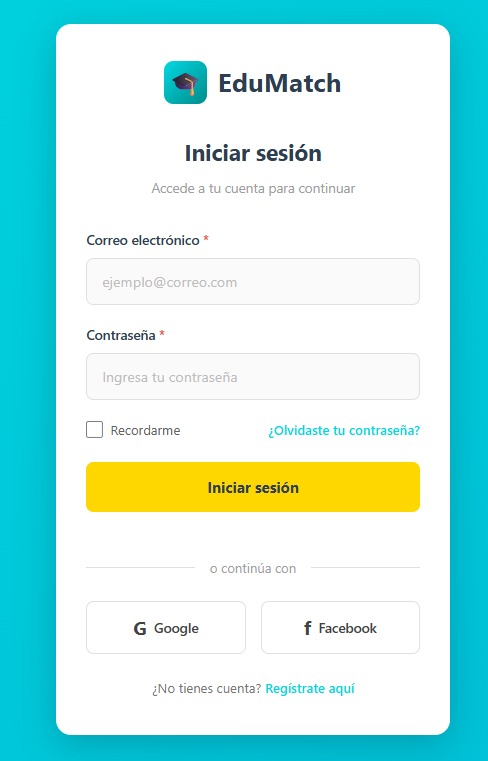 EduMatch
Iniciar sesión
Accede a tu cuenta para continuar
Correo electrónico *
ejemplo@correo.com
Contraseña *
Ingresa tu contraseña
Recordarme ¿Olvidaste tu contraseña?
Iniciar sesión
o continúa con
G Google f Facebook
¿No tienes cuenta? Regístrate aquí